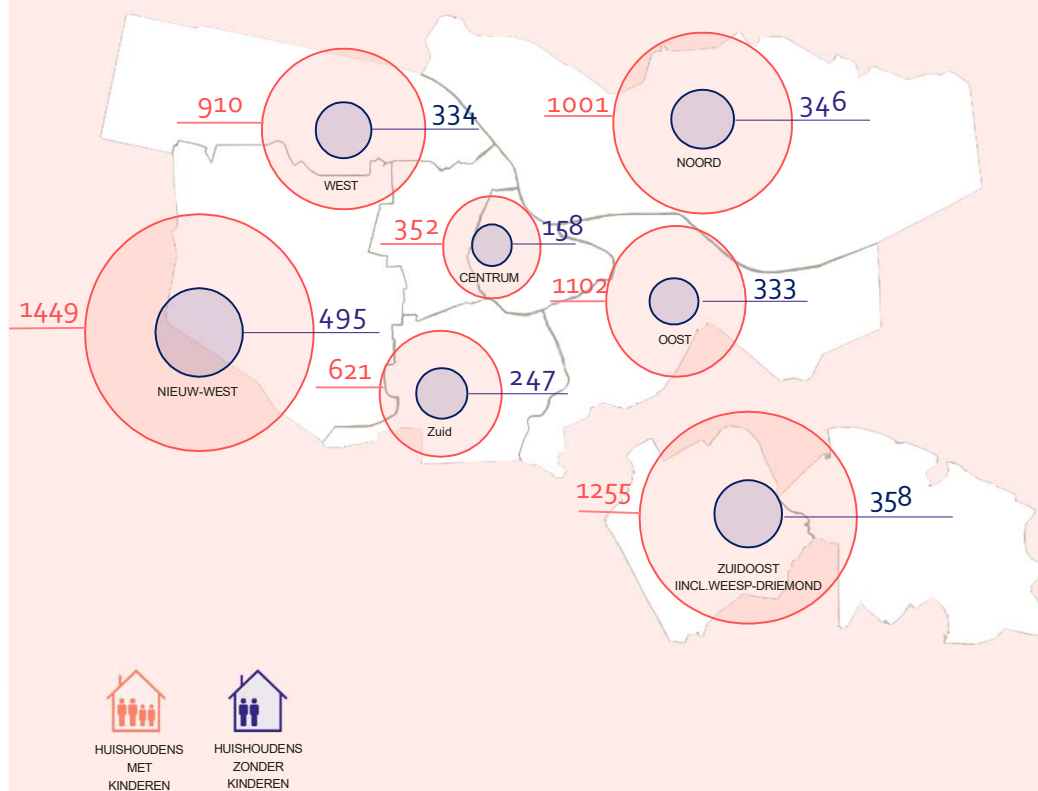 910
334
WEST
1001
346
NOORD
352
158
CENTRUM
1102
333
OOST
1449
495
NIEUW-WEST
621
247
Zuid
1255
358
ZUIDOOST
IINCL.WEESP-DRIEMOND
HUISHOUDENS
MET
KINDEREN
HUISHOUDENS
ZONDER
KINDEREN